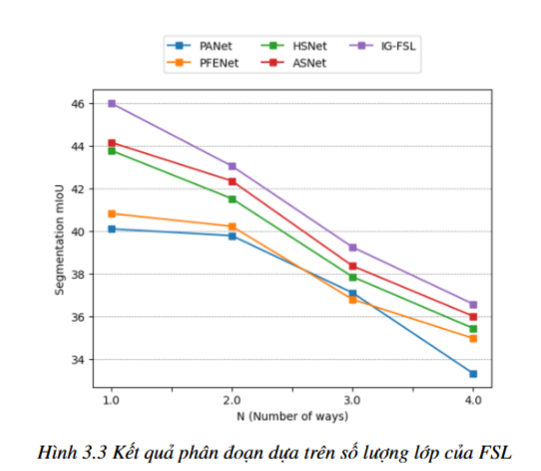 PANet HSNet IG-FSL
PFENet ASNet
46
44
42
40
38
36
34
Segmentation mIoU
1.0 2.0 3.0 4.0
N (Number of ways)
Hình 3.3 Kết quả phân đoạn dựa trên số lượng lớp của FSL